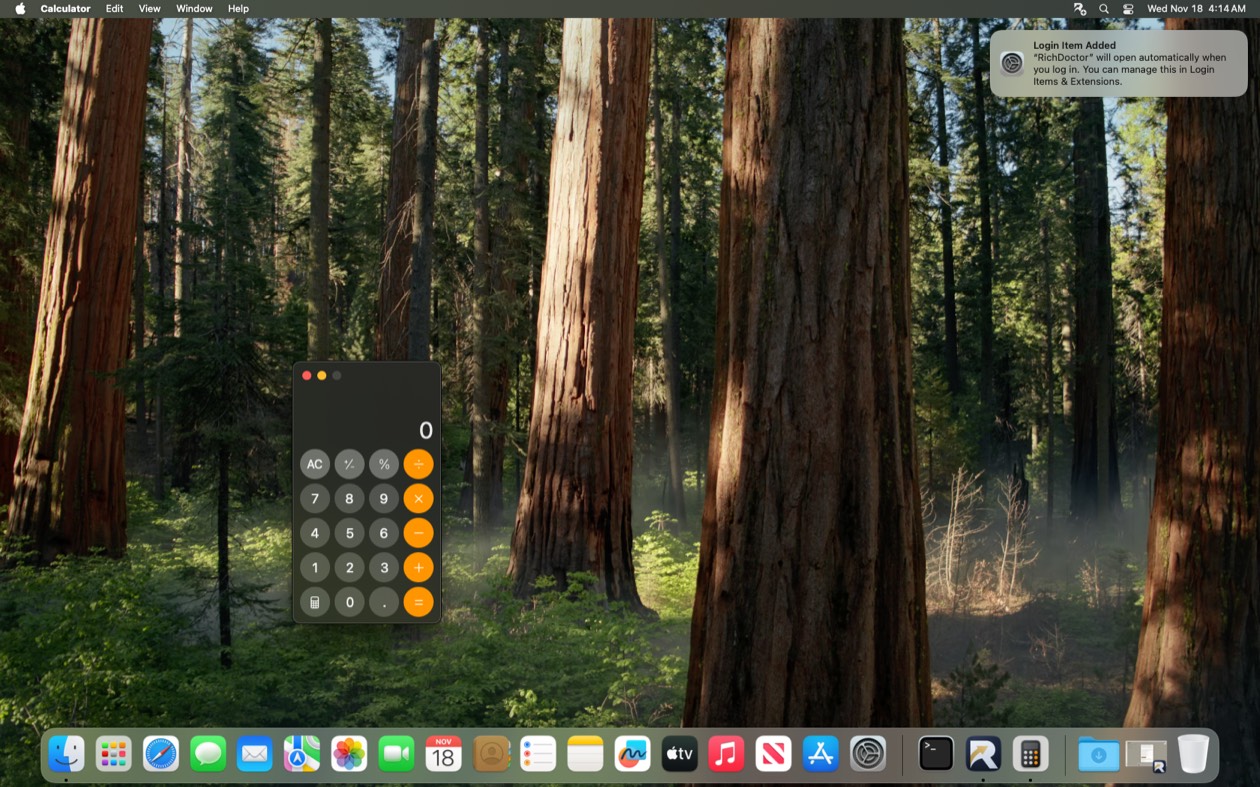 Calculator Edit View Window Help
Wed Nov 18 4:14 AM
Login Item Added
"RichDoctor" will open automatically when
you log in. You can manage this in Login
Items & Extensions.
0
AC ⁺⁄₋ % ÷
7 8 9 ×
4 5 6 −
1 2 3 +
0 . =
NOV
18
tv
>_